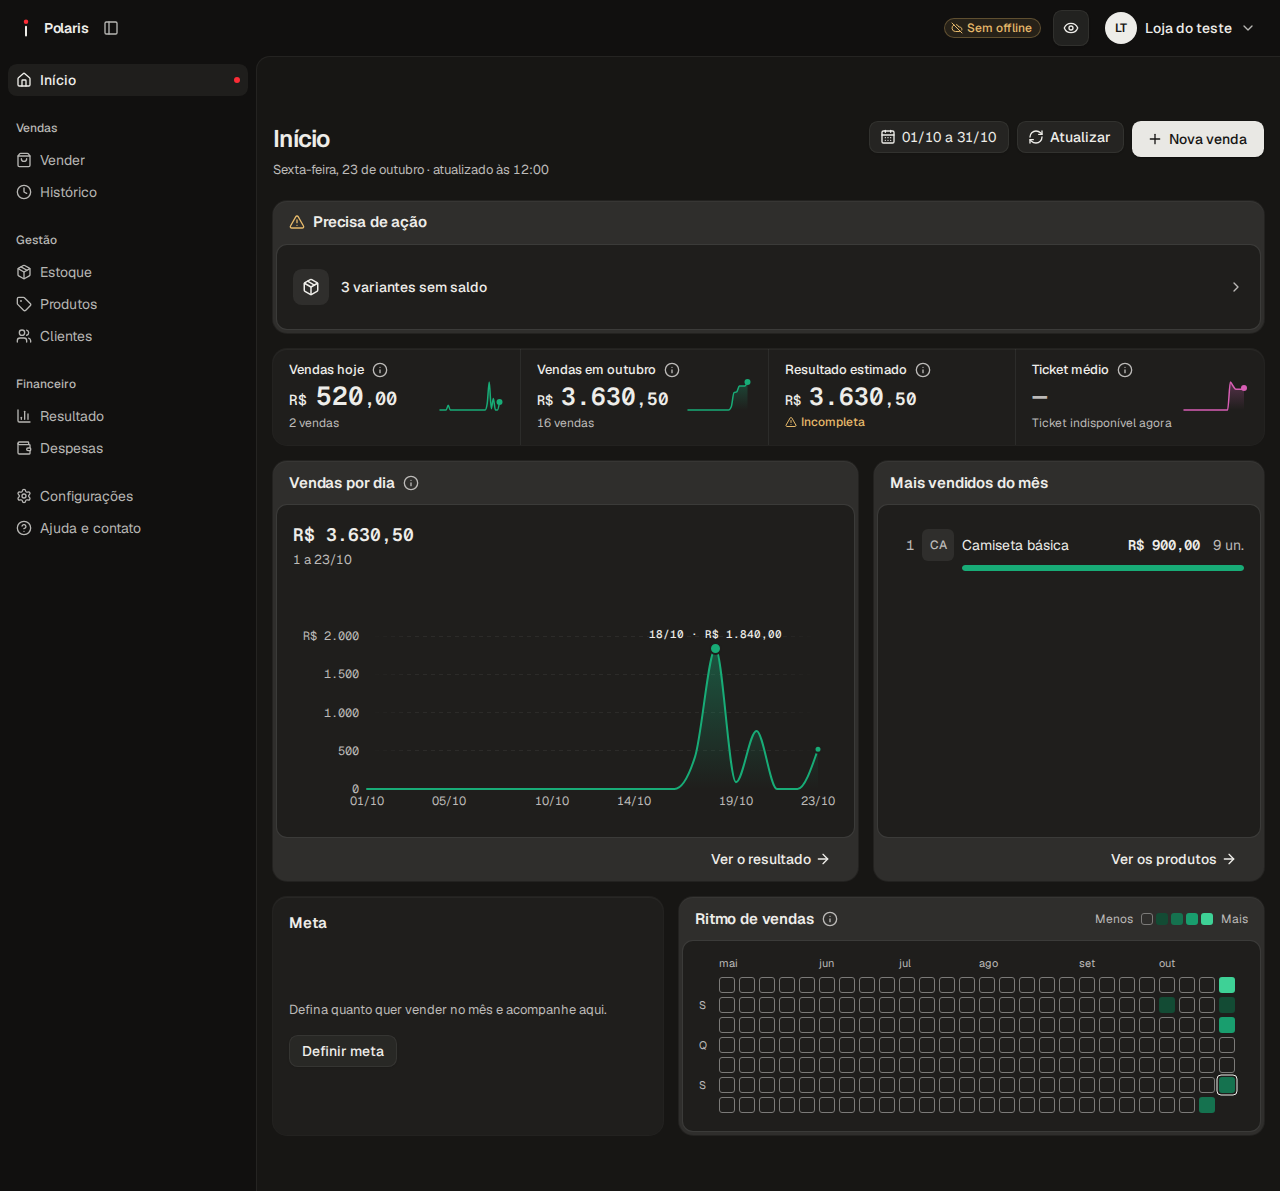 Polaris
Sem offline
LT
Loja do teste
Início
Vendas
Vender
Histórico
Gestão
Estoque
Produtos
Clientes
Financeiro
Resultado
Despesas
Configurações
Ajuda e contato
Início
Sexta-feira, 23 de outubro · atualizado às 12:00
01/10 a 31/10
Atualizar
Nova venda
Precisa de ação
3 variantes sem saldo
Vendas hoje
R$ 520,00
2 vendas
Vendas em outubro
R$ 3.630,50
16 vendas
Resultado estimado
R$ 3.630,50
Incompleta
Ticket médio
—
Ticket indisponível agora
Vendas por dia
R$ 3.630,50
1 a 23/10
18/10 · R$ 1.840,00
R$ 2.000
1.500
1.000
500
0
01/10 05/10 10/10 14/10 19/10 23/10
Ver o resultado
Mais vendidos do mês
1 CA Camiseta básica R$ 900,00 9 un.
Ver os produtos
Meta
Defina quanto quer vender no mês e acompanhe aqui.
Definir meta
Ritmo de vendas
Menos Mais
mai jun jul ago set out
S
Q
S